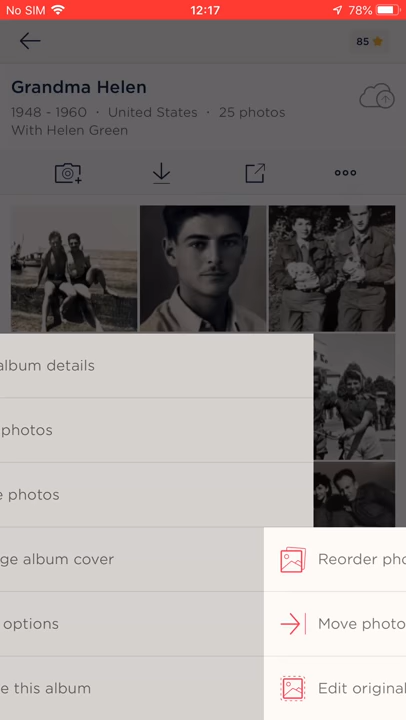 No SIM 12:17 78%
85
Grandma Helen
1948 - 1960 · United States · 25 photos
With Helen Green
album details
photos
photos
ge album cover
options
this album
Reorder pho
Move photo
Edit original